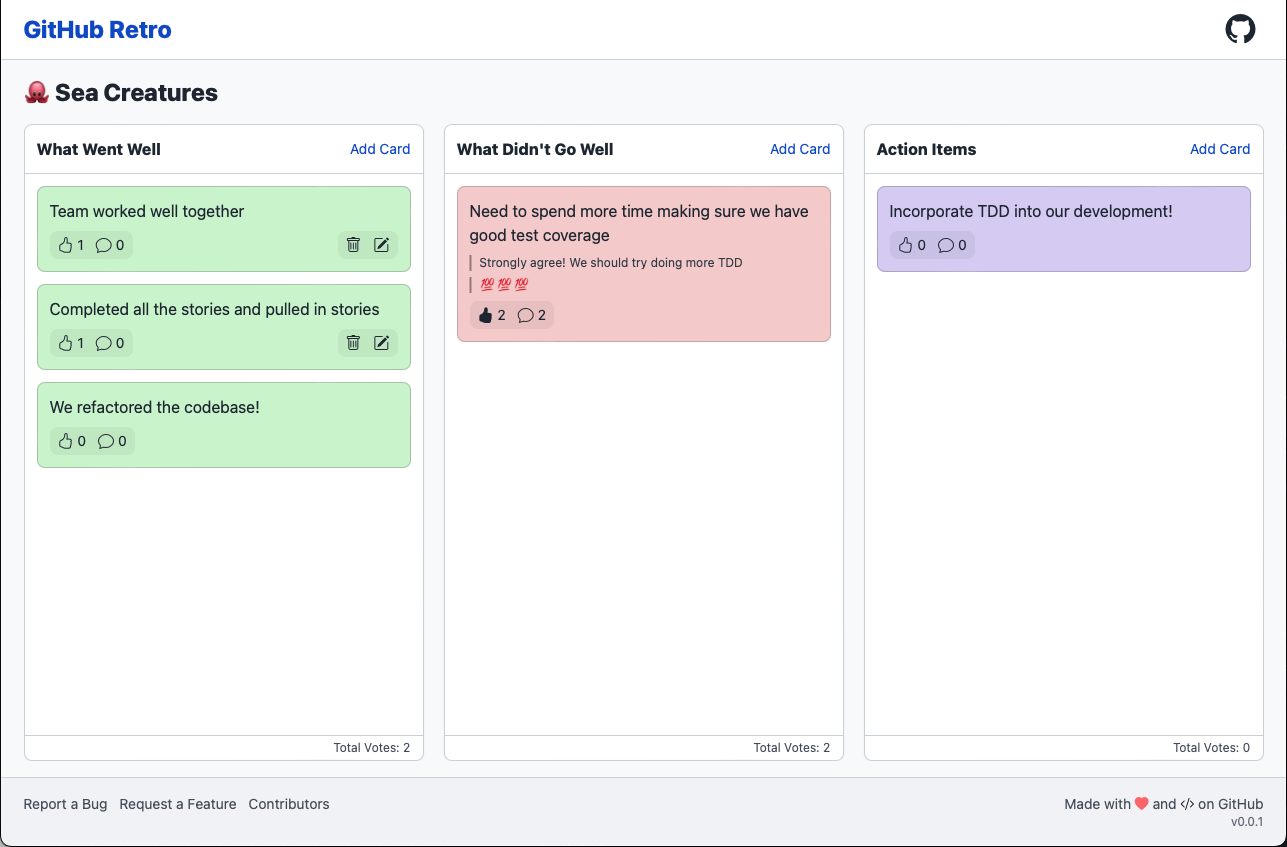 GitHub Retro
🐙 Sea Creatures
What Went Well
Add Card
Team worked well together
1 0
Completed all the stories and pulled in stories
1 0
We refactored the codebase!
0 0
Total Votes: 2
What Didn't Go Well
Add Card
Need to spend more time making sure we have
good test coverage
Strongly agree! We should try doing more TDD
💯 💯 💯
2 2
Total Votes: 2
Action Items
Add Card
Incorporate TDD into our development!
0 0
Total Votes: 0
Report a Bug Request a Feature Contributors
Made with ❤️ and </> on GitHub
v0.0.1